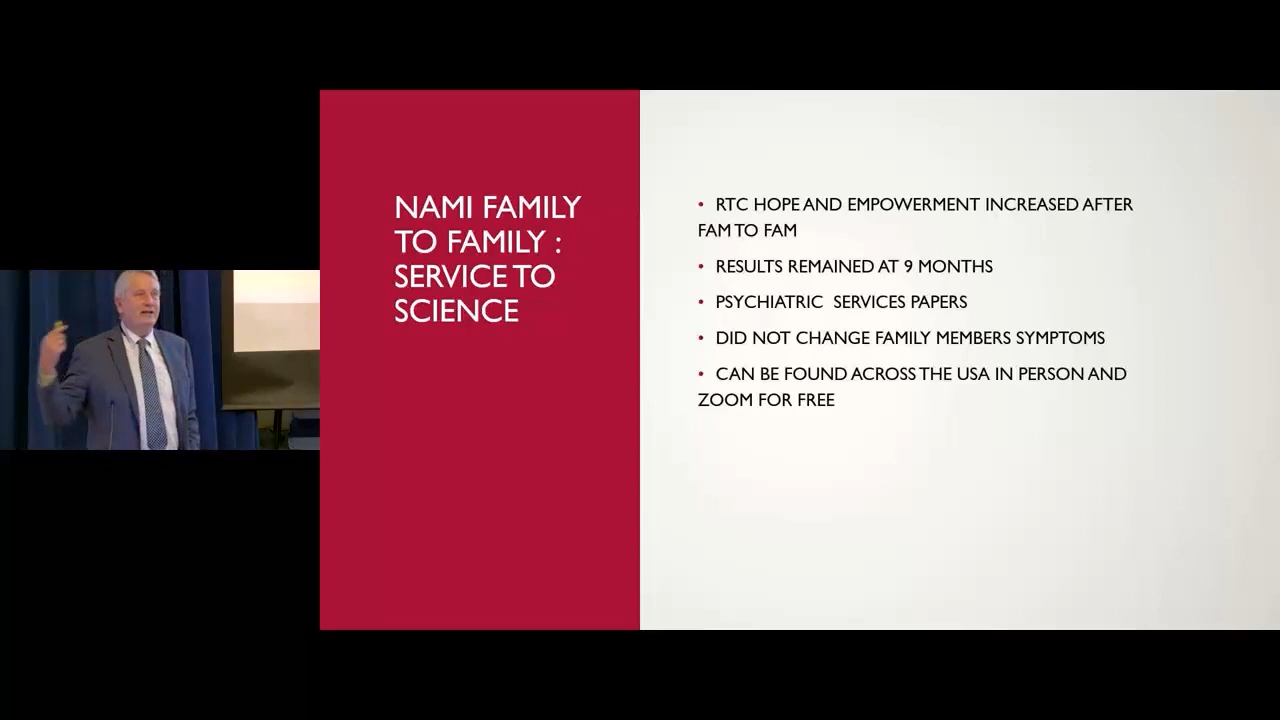 NAMI FAMILY
TO FAMILY :
SERVICE TO
SCIENCE
• RTC HOPE AND EMPOWERMENT INCREASED AFTER
FAM TO FAM
• RESULTS REMAINED AT 9 MONTHS
• PSYCHIATRIC  SERVICES PAPERS
• DID NOT CHANGE FAMILY MEMBERS SYMPTOMS
• CAN BE FOUND ACROSS THE USA IN PERSON AND
ZOOM FOR FREE